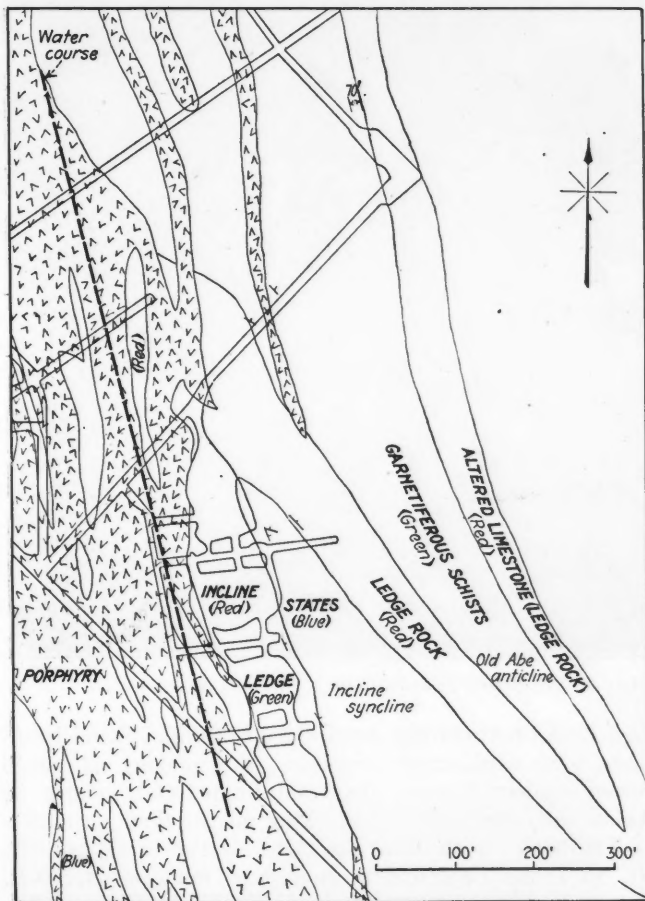 Water
course
70°
(Red)
GARNETIFEROUS SCHISTS
(Green)
ALTERED LIMESTONE (LEDGE ROCK)
(Red)
INCLINE
(Red)
STATES
(Blue)
LEDGE ROCK
(Red)
LEDGE
(Green)
PORPHYRY
Incline
syncline
Old Abe
anticline
(Blue)
0 100' 200' 300'